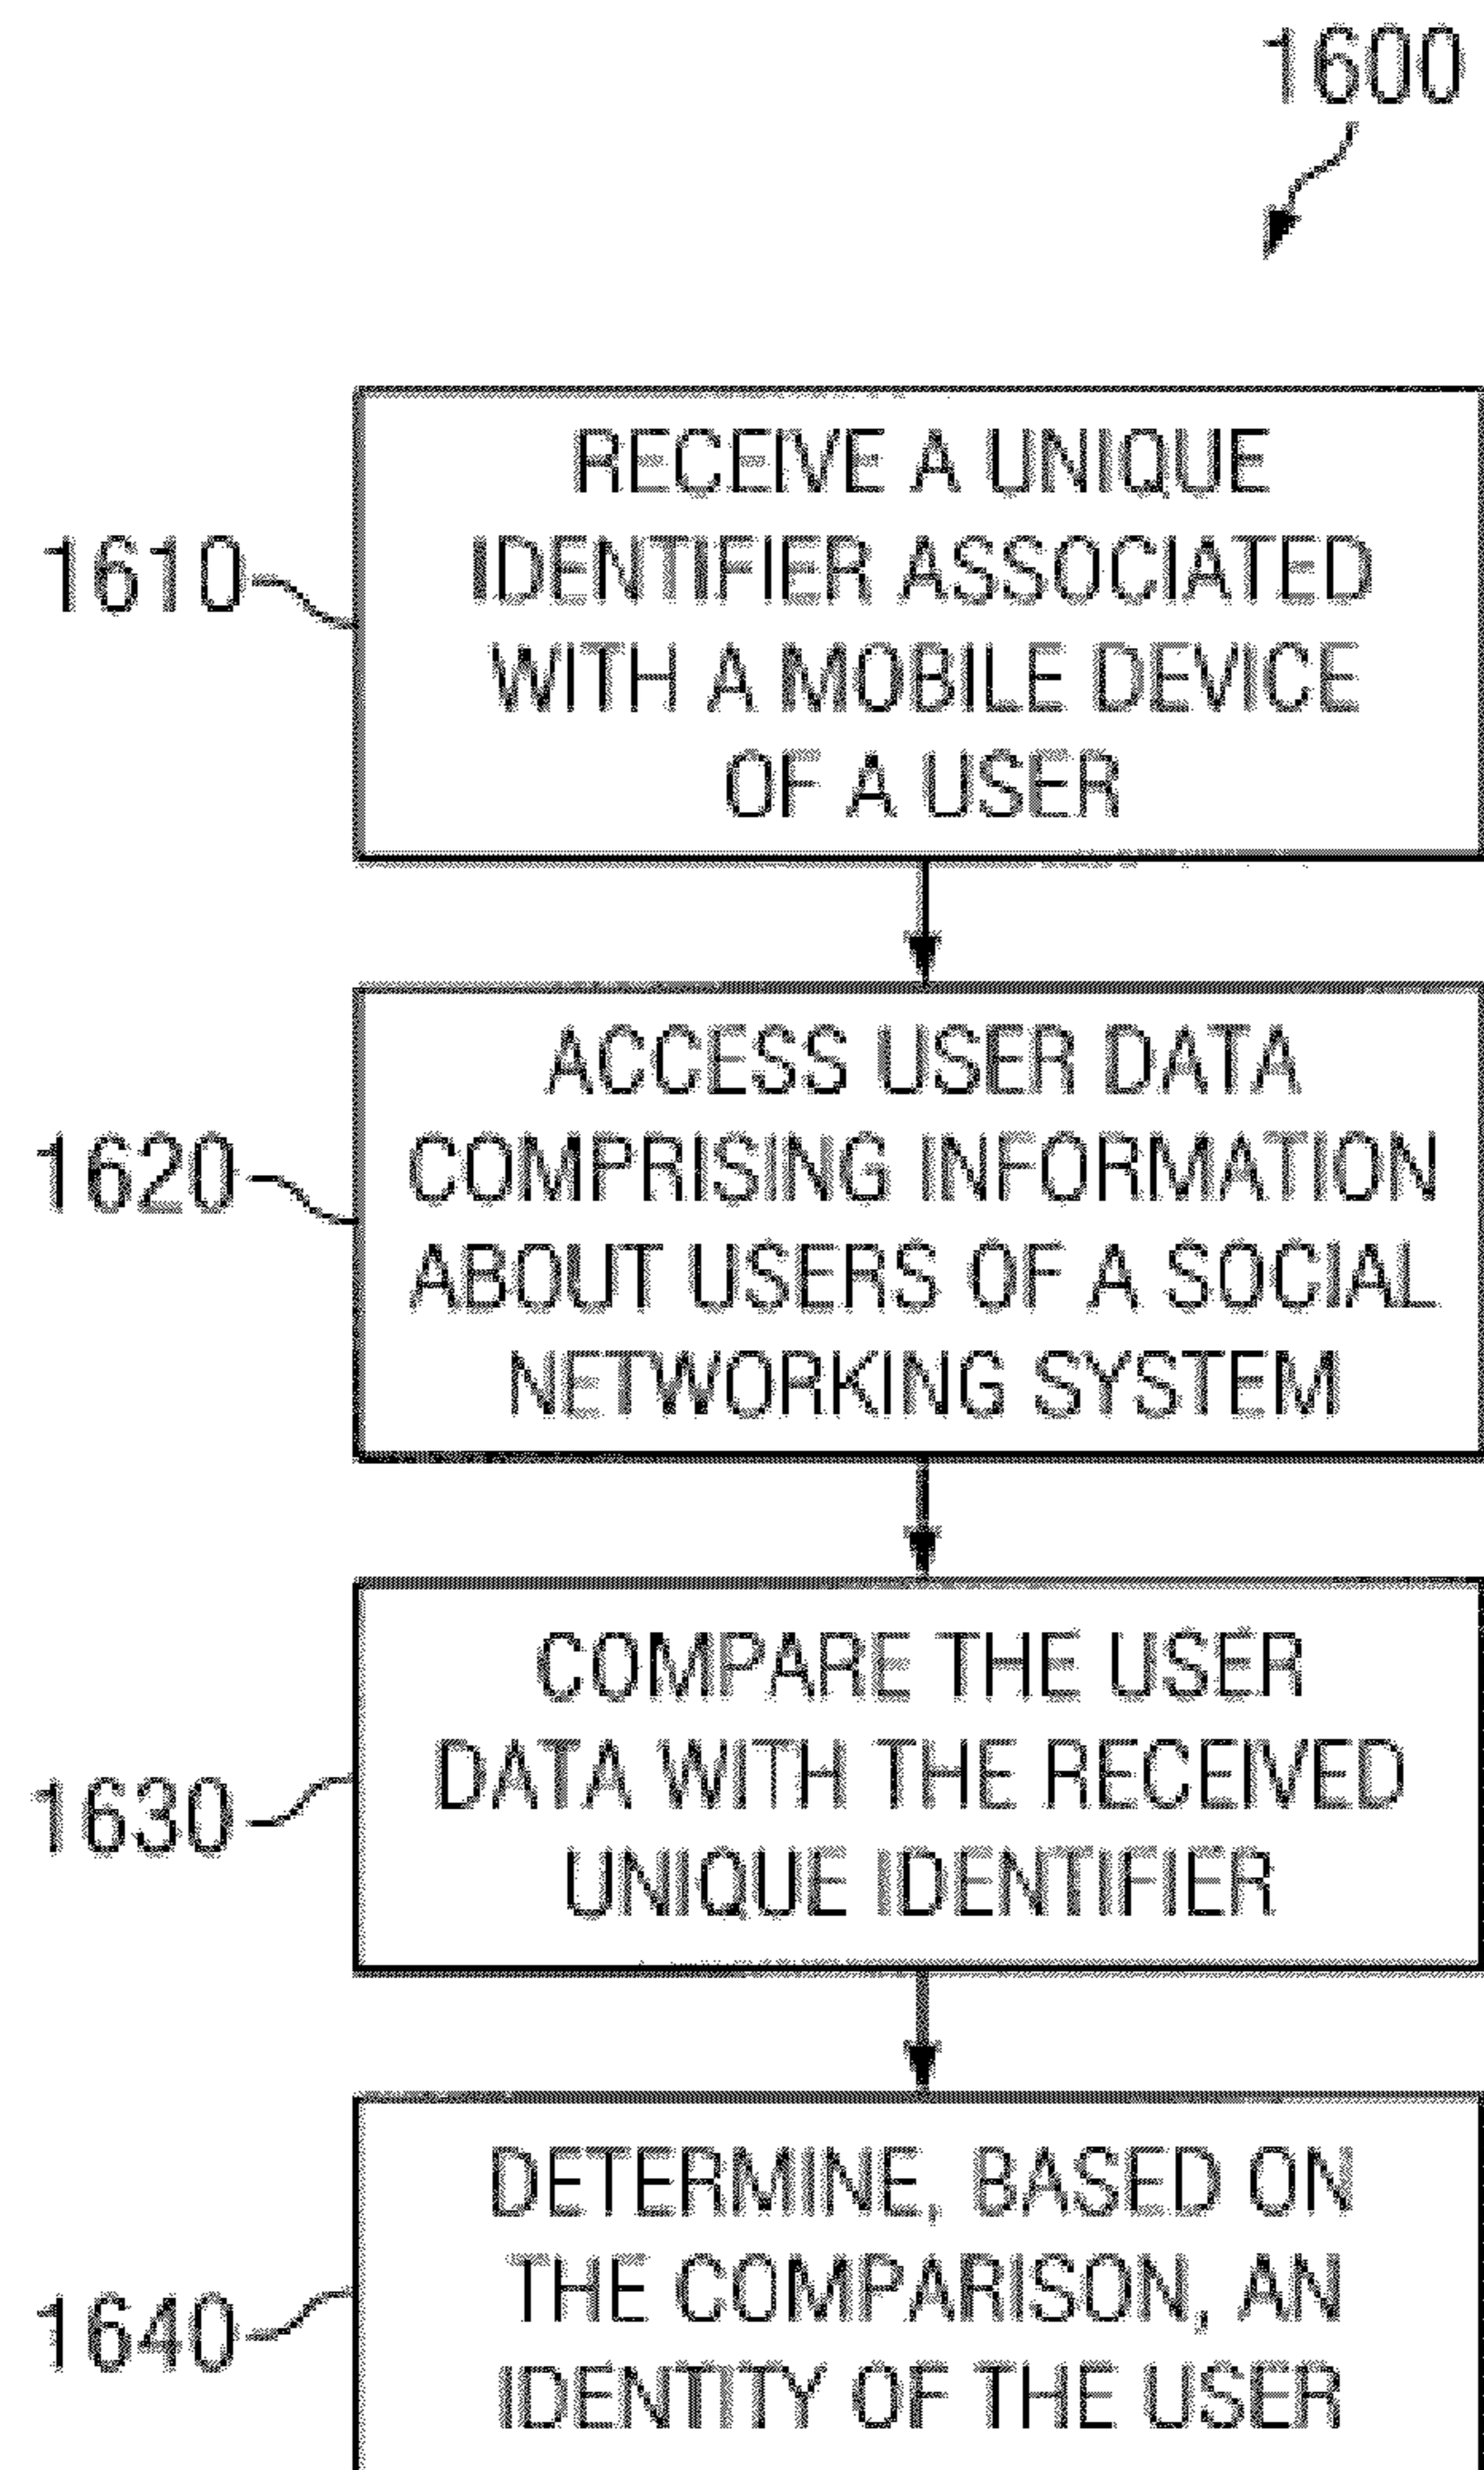 1600
1610
RECEIVE A UNIQUE
IDENTIFIER ASSOCIATED
WITH A MOBILE DEVICE
OF A USER
1620
ACCESS USER DATA
COMPRISING INFORMATION
ABOUT USERS OF A SOCIAL
NETWORKING SYSTEM
1630
COMPARE THE USER
DATA WITH THE RECEIVED
UNIQUE IDENTIFIER
1640
DETERMINE, BASED ON
THE COMPARISON, AN
IDENTITY OF THE USER